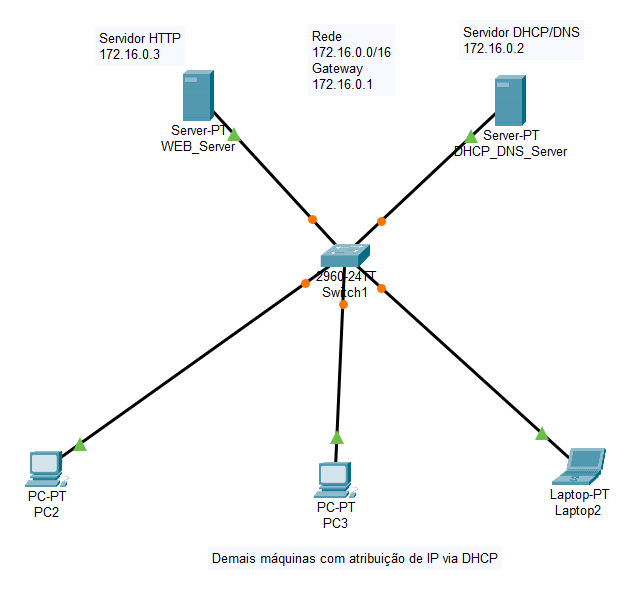 Servidor HTTP
172.16.0.3
Rede
172.16.0.0/16
Gateway
172.16.0.1
Servidor DHCP/DNS
172.16.0.2
Server-PT
WEB_Server
Server-PT
DHCP_DNS_Server
2960-24TT
Switch1
PC-PT
PC2
PC-PT
PC3
Laptop-PT
Laptop2
Demais máquinas com atribuição de IP via DHCP